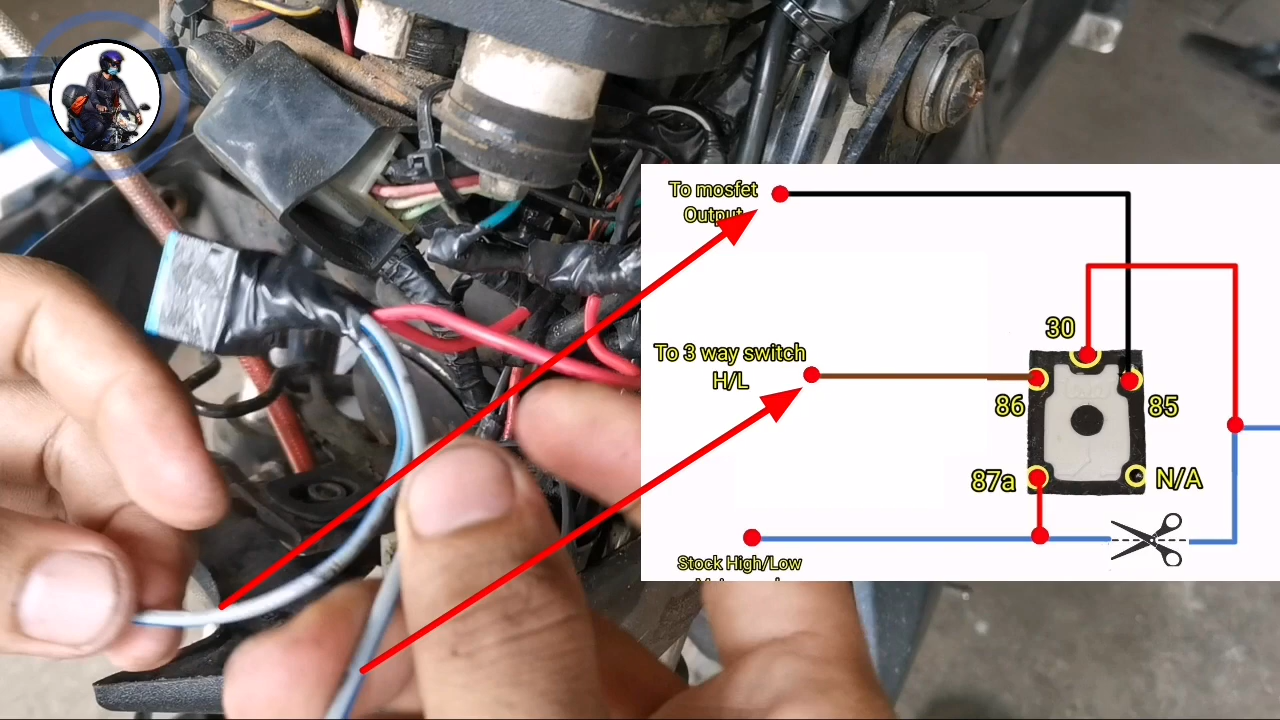 To mosfet
Output
30
To 3 way switch
H/L
86
85
87a
N/A
Stock High/Low